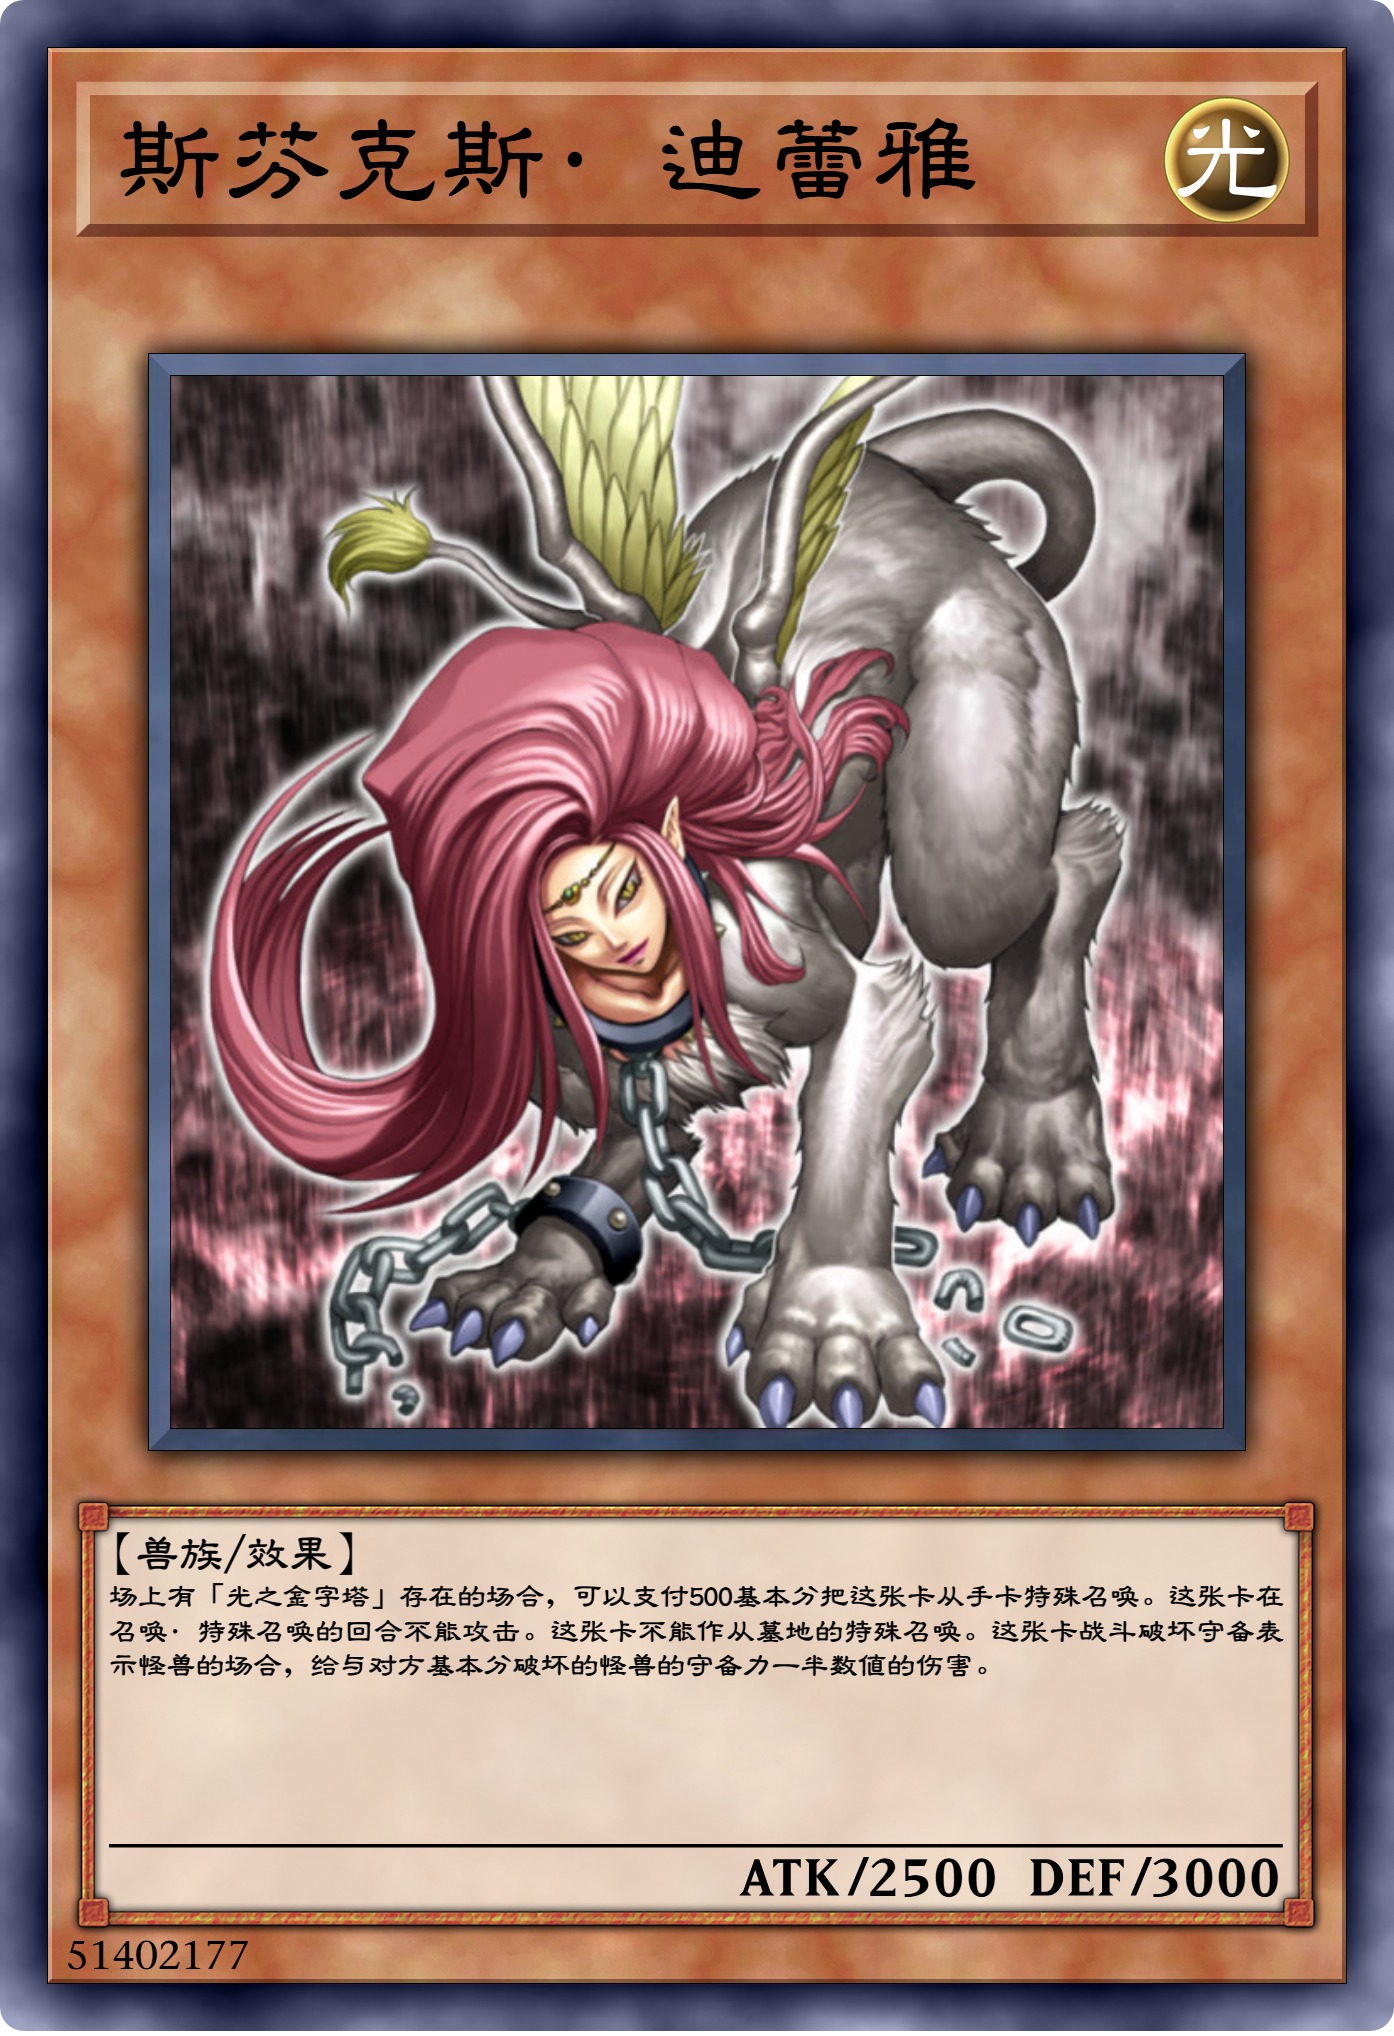 斯芬克斯·迪蕾雅
光
【兽族/效果】
场上有「光之金字塔」存在的场合，可以支付500基本分把这张卡从手卡特殊召唤。这张卡在
召唤·特殊召唤的回合不能攻击。这张卡不能作从墓地的特殊召唤。这张卡战斗破坏守备表
示怪兽的场合，给与对方基本分破坏的怪兽的守备力一半数值的伤害。
ATK/2500 DEF/3000
51402177